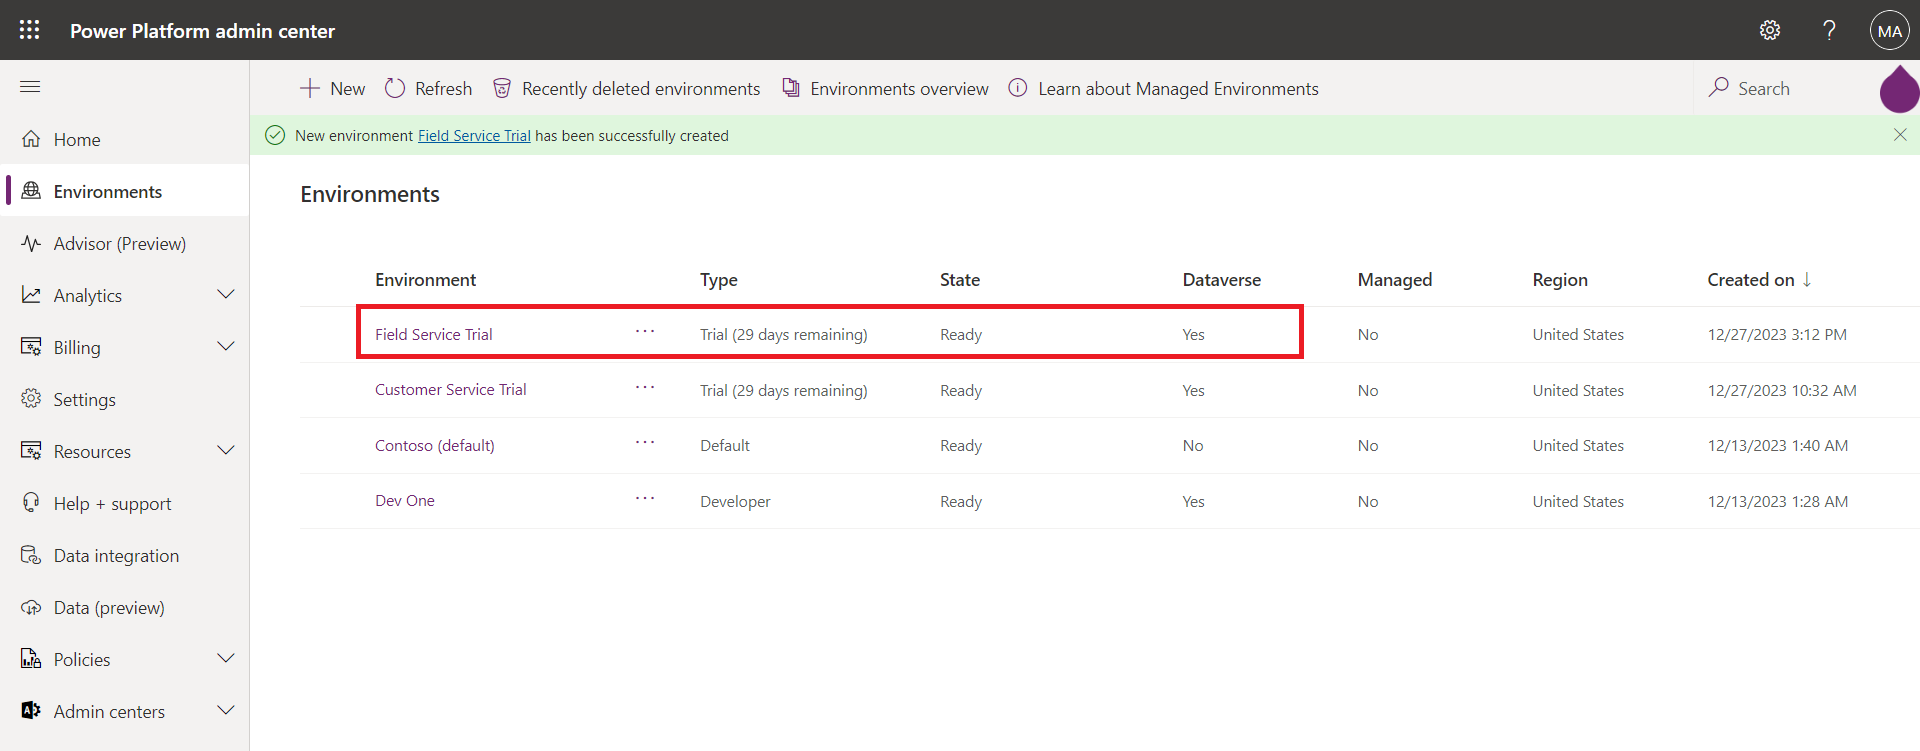 Power Platform admin center
MA
New Refresh Recently deleted environments Environments overview Learn about Managed Environments Search
New environment Field Service Trial has been successfully created
Home
Environments
Advisor (Preview)
Analytics
Billing
Settings
Resources
Help + support
Data integration
Data (preview)
Policies
Admin centers
Environments
Environment Type State Dataverse Managed Region Created on ↓
Field Service Trial ... Trial (29 days remaining) Ready Yes No United States 12/27/2023 3:12 PM
Customer Service Trial ... Trial (29 days remaining) Ready Yes No United States 12/27/2023 10:32 AM
Contoso (default) ... Default Ready No No United States 12/13/2023 1:40 AM
Dev One ... Developer Ready Yes No United States 12/13/2023 1:28 AM